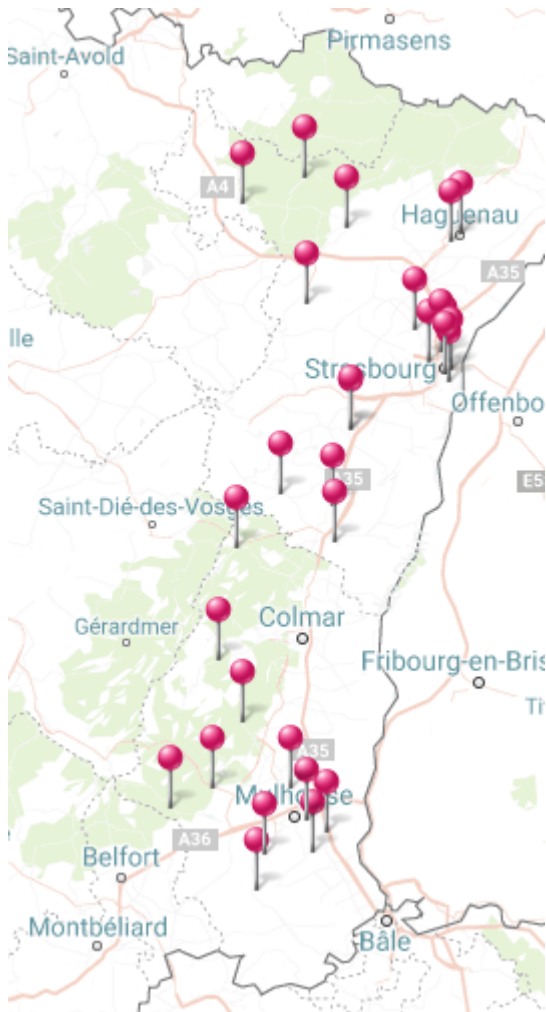 Pirmasens
Saint-Avold
A4
Haguenau
A35
lle
Strasbourg
Offenbo
A35
E5
Saint-Dié-des-Vosges
Colmar
Gérardmer
Fribourg-en-Bris
Ti
A35
Mulhouse
A36
Belfort
Montbéliard
Bâle